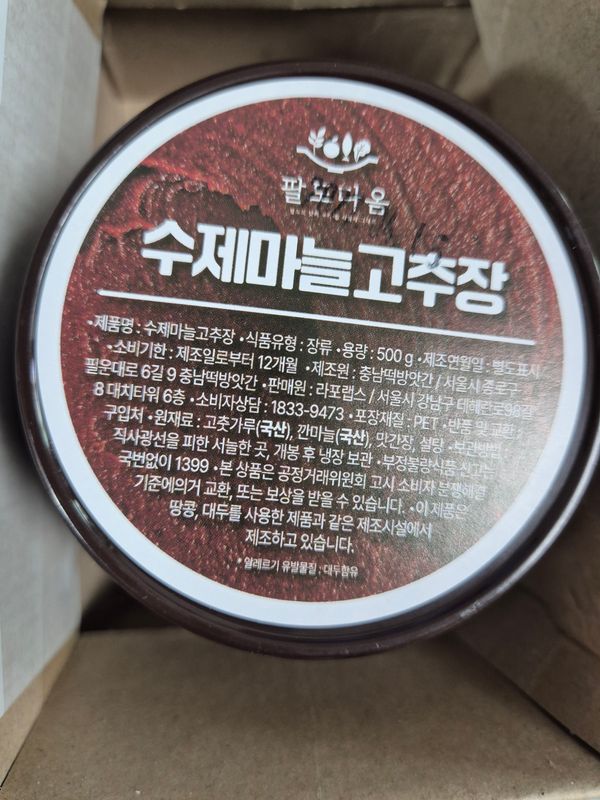 팔도다옴
수제마늘고추장
•제품명 : 수제마늘고추장 •식품유형 : 장류 •용량 : 500 g •제조연월일 : 별도표시
•소비기한 : 제조일로부터 12개월 •제조원 : 충남떡방앗간 / 서울시 종로구
필운대로 6길 9 충남떡방앗간 •판매원 : 라포랩스 / 서울시 강남구 테헤란로98길
8 대치타워 6층 •소비자상담 : 1833-9473 •포장재질 : PET •반품 및 교환 :
구입처 •원재료 : 고춧가루(국산), 깐마늘(국산), 맛간장, 설탕 •보관방법
직사광선을 피한 서늘한 곳, 개봉 후 냉장 보관 •부정불량식품 신고는
국번없이 1399 •본 상품은 공정거래위원회 고시 소비자 분쟁해결
기준에의거 교환, 또는 보상을 받을 수 있습니다. •이 제품은
땅콩, 대두를 사용한 제품과 같은 제조시설에서
제조하고 있습니다.
* 알레르기 유발물질 : 대두함유